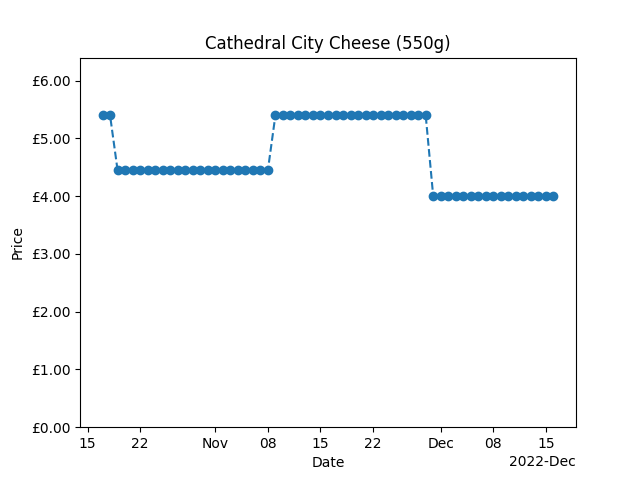 Cathedral City Cheese (550g)
£6.00
£5.00
£4.00
£3.00
£2.00
£1.00
£0.00
Price
15 22 Nov 08 15 22 Dec 08 15
Date
2022-Dec